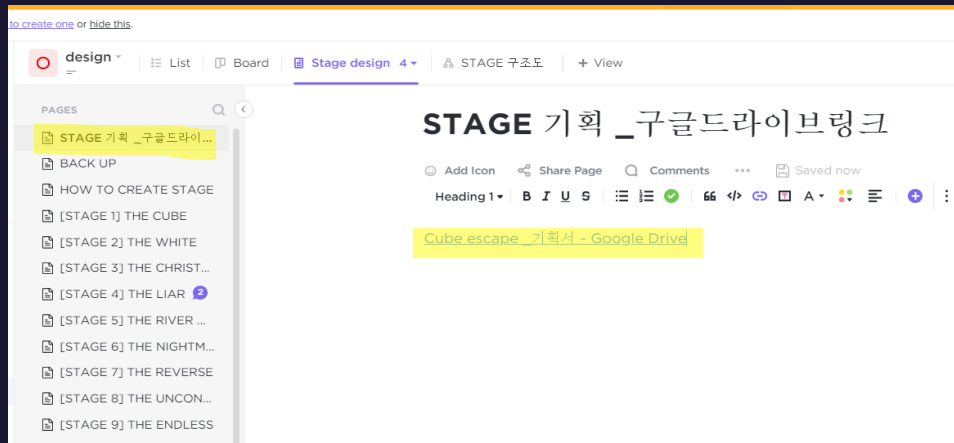 to create one or hide this.
design
List
Board
Stage design 4
STAGE 구조도
+ View
PAGES
STAGE 기획 _구글드라이...
BACK UP
HOW TO CREATE STAGE
[STAGE 1] THE CUBE
[STAGE 2] THE WHITE
[STAGE 3] THE CHRIST...
[STAGE 4] THE LIAR 2
[STAGE 5] THE RIVER ...
[STAGE 6] THE NIGHTM...
[STAGE 7] THE REVERSE
[STAGE 8] THE UNCON...
[STAGE 9] THE ENDLESS
STAGE 기획 _구글드라이브링크
Add Icon Share Page Comments ... Saved now
Heading 1 B I U S A
Cube escape _기획서 - Google Drive